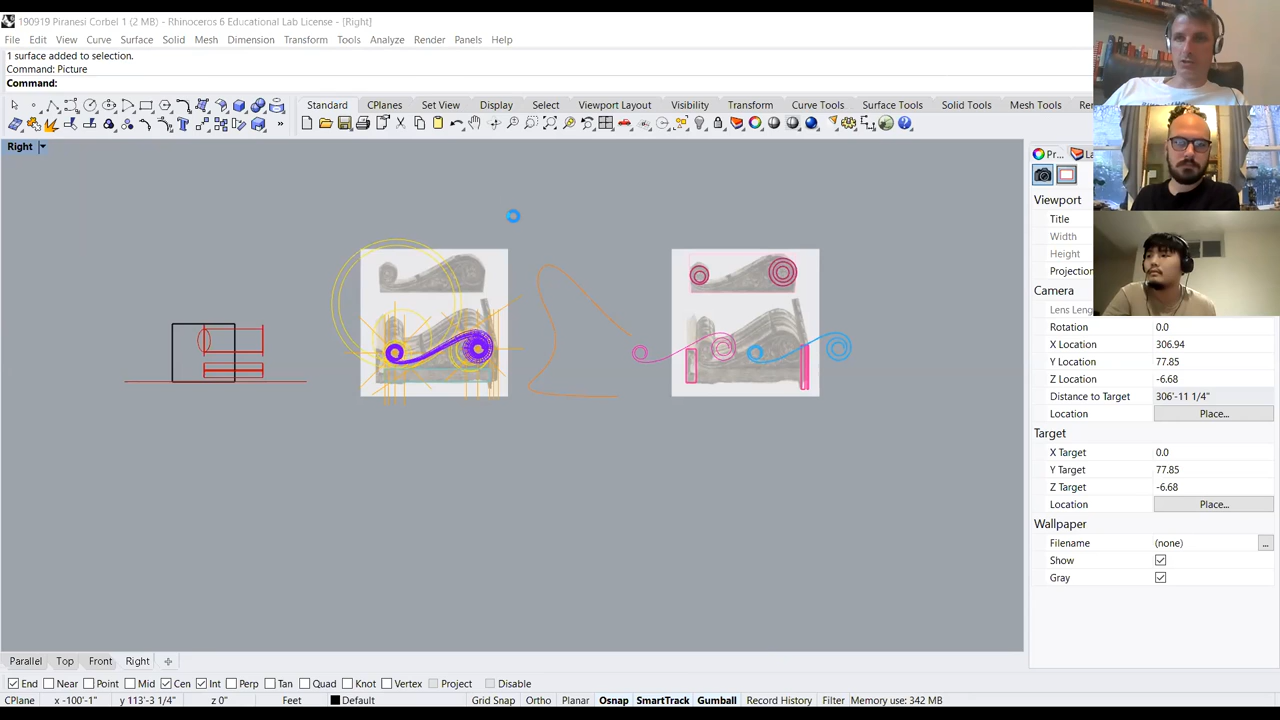 190919 Piranesi Corbel 1 (2 MB) - Rhinoceros 6 Educational Lab License - [Right]
File Edit View Curve Surface Solid Mesh Dimension Transform Tools Analyze Render Panels Help
1 surface added to selection.
Command: Picture
Command:
Standard CPlanes Set View Display Select Viewport Layout Visibility Transform Curve Tools Surface Tools Solid Tools Mesh Tools Re
Right
Pr... La
Viewport
Title
Width
Height
Projection
Camera
Lens Leng
Rotation 0.0
X Location 306.94
Y Location 77.85
Z Location -6.68
Distance to Target 306'-11 1/4"
Location Place...
Target
X Target 0.0
Y Target 77.85
Z Target -6.68
Location Place...
Wallpaper
Filename (none) ...
Show
Gray
Parallel Top Front Right
End Near Point Mid Cen Int Perp Tan Quad Knot Vertex Project Disable
CPlane x -100'-1" y 113'-3 1/4" z 0" Feet Default Grid Snap Ortho Planar Osnap SmartTrack Gumball Record History Filter Memory use: 342 MB